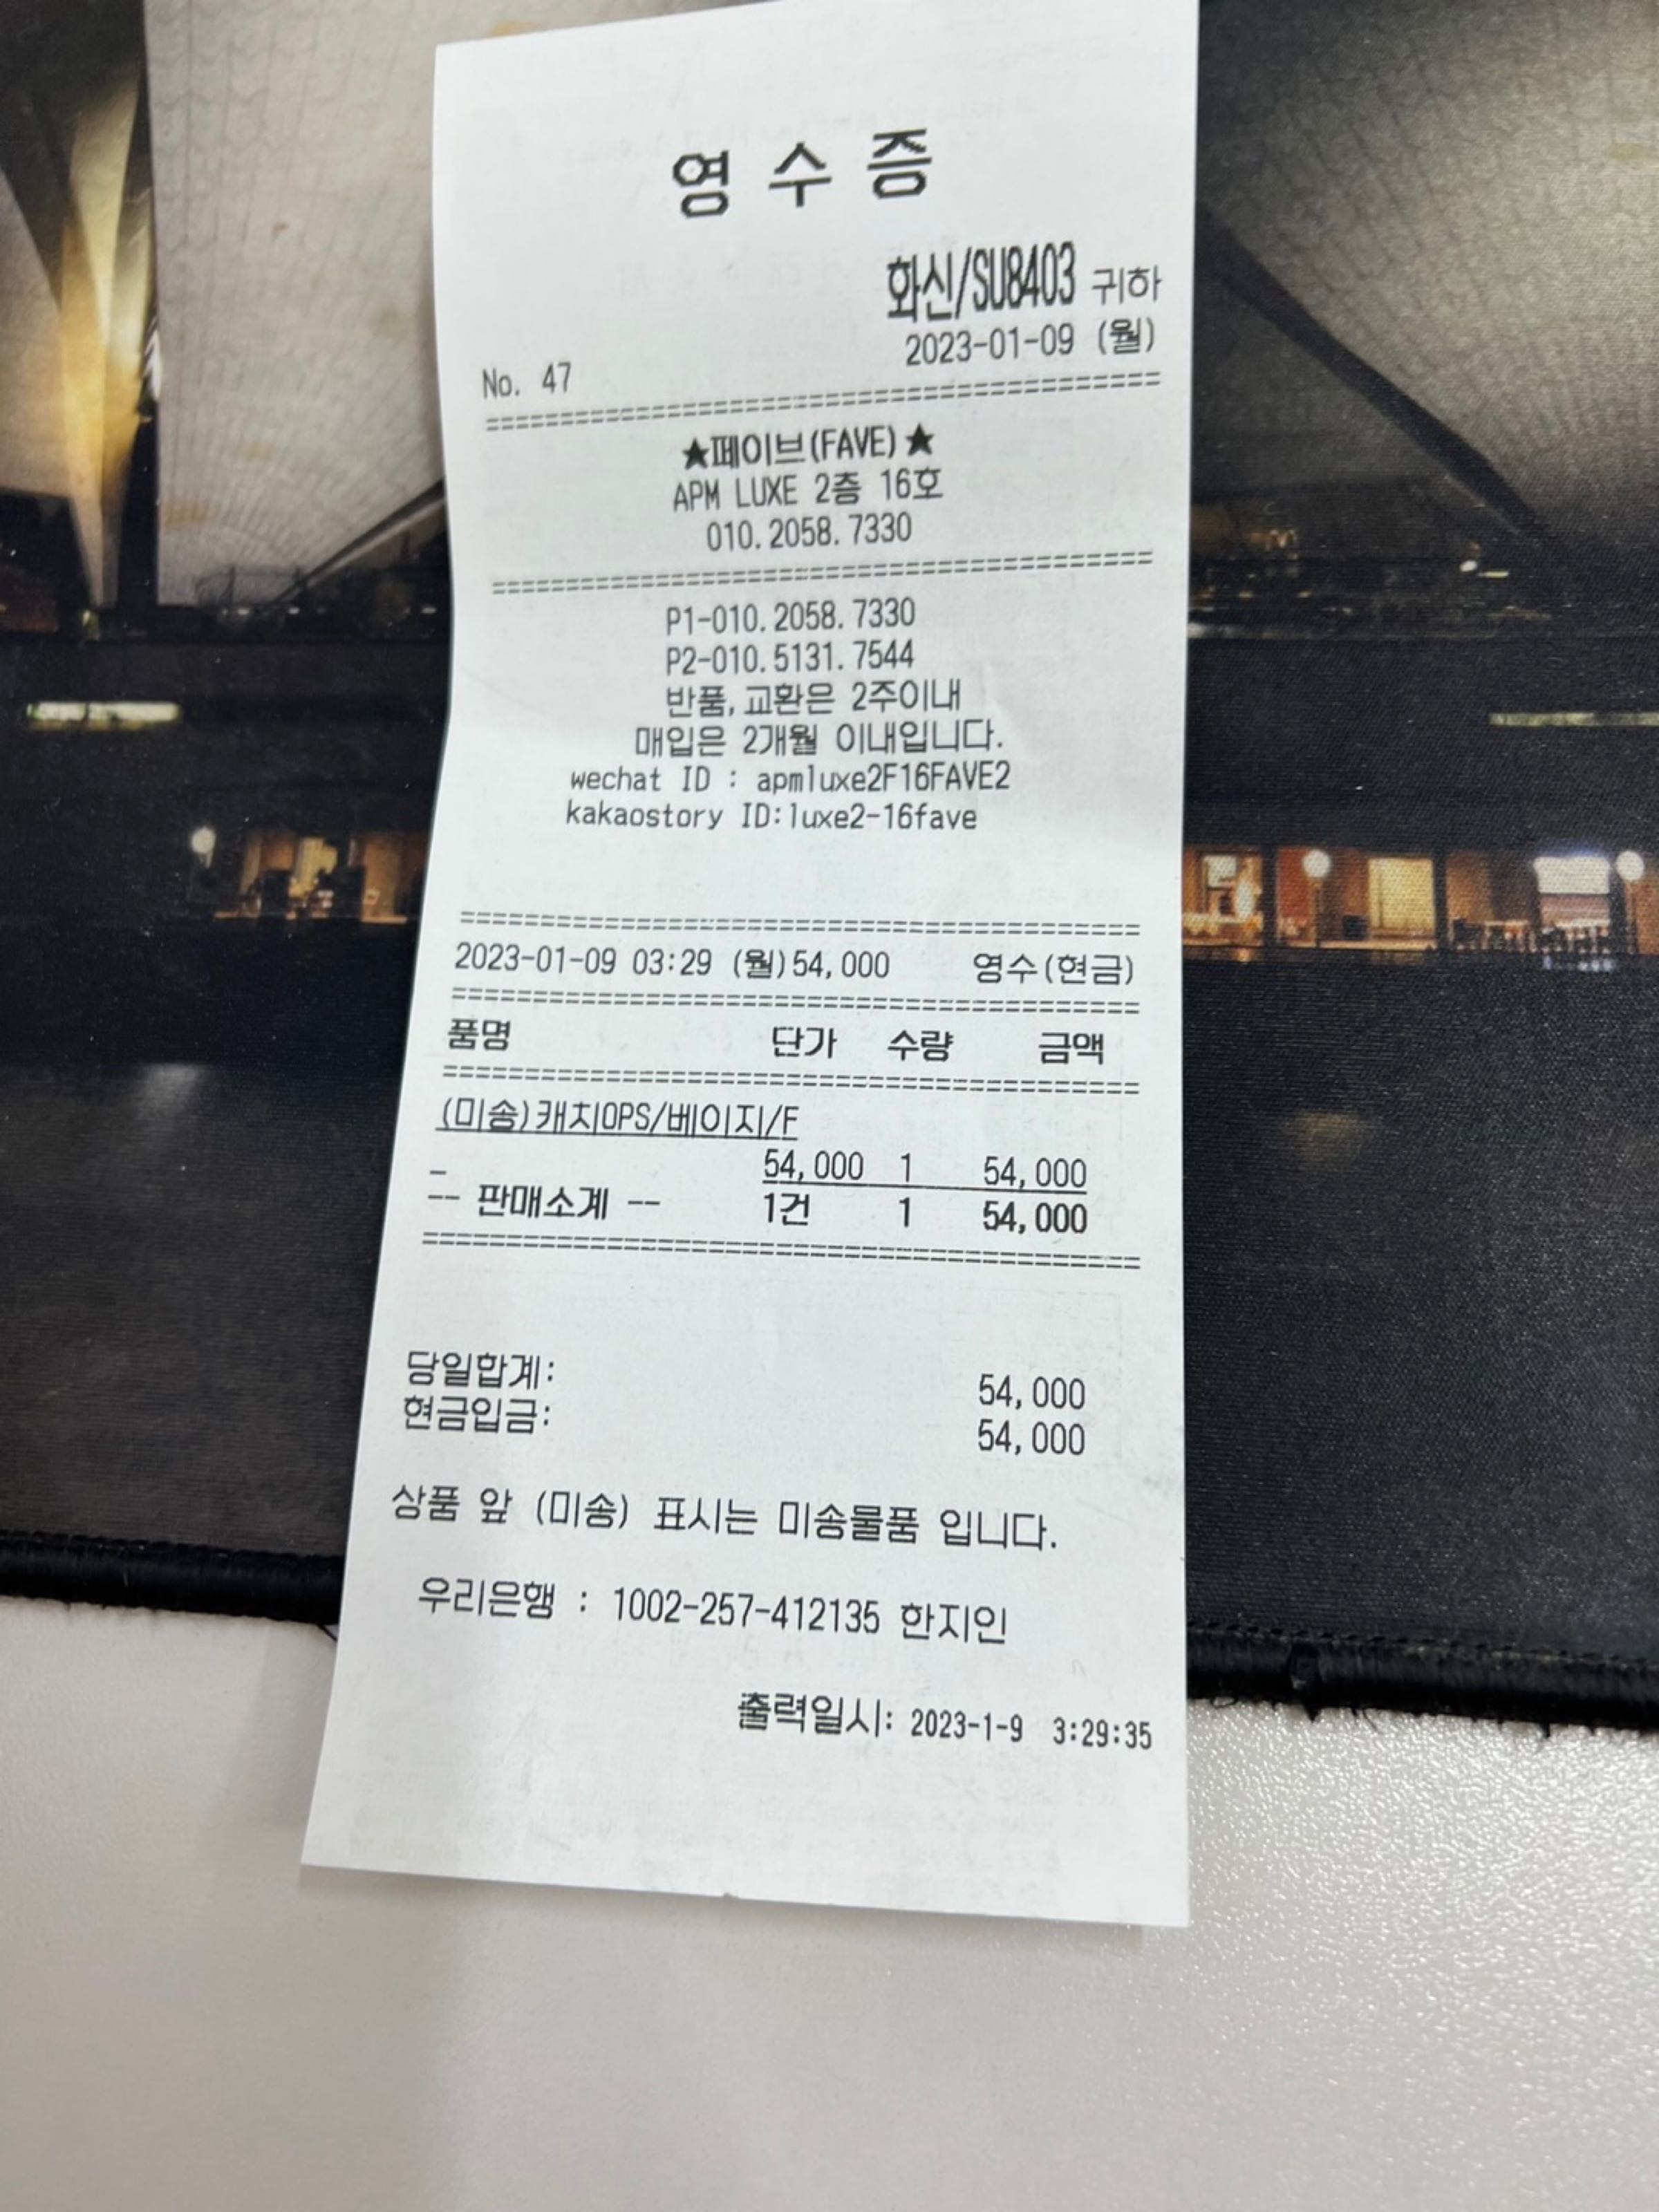 영 수 증
화신/SU8403 귀하
2023-01-09 (월)
No. 47
========================================
★페이브(FAVE)★
APM LUXE 2층 16호
010.2058.7330
========================================
P1-010.2058.7330
P2-010.5131.7544
반품,교환은 2주이내
매입은 2개월 이내입니다.
wechat ID : apmluxe2F16FAVE2
kakaostory ID:luxe2-16fave
========================================
2023-01-09 03:29 (월)54,000 영수(현금)
========================================
품명 단가 수량 금액
========================================
(미송)캐치OPS/베이지/F
54,000 1 54,000
-
-- 판매소계 -- 1건 1 54,000
========================================
당일합계: 54,000
현금입금: 54,000
상품 앞 (미송) 표시는 미송물품 입니다.
우리은행 : 1002-257-412135 한지인
출력일시: 2023-1-9 3:29:35